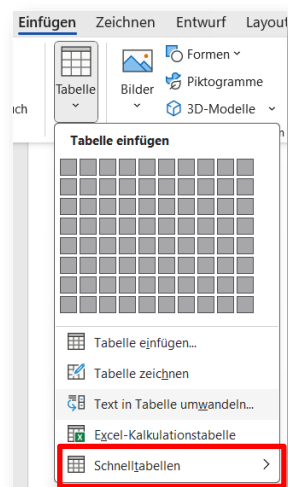 Einfügen Zeichnen Entwurf Layout
Formen
Piktogramme
3D-Modelle
Tabelle Bilder
Tabelle einfügen
Tabelle einfügen...
Tabelle zeichnen
Text in Tabelle umwandeln...
Excel-Kalkulationstabelle
Schnelltabellen